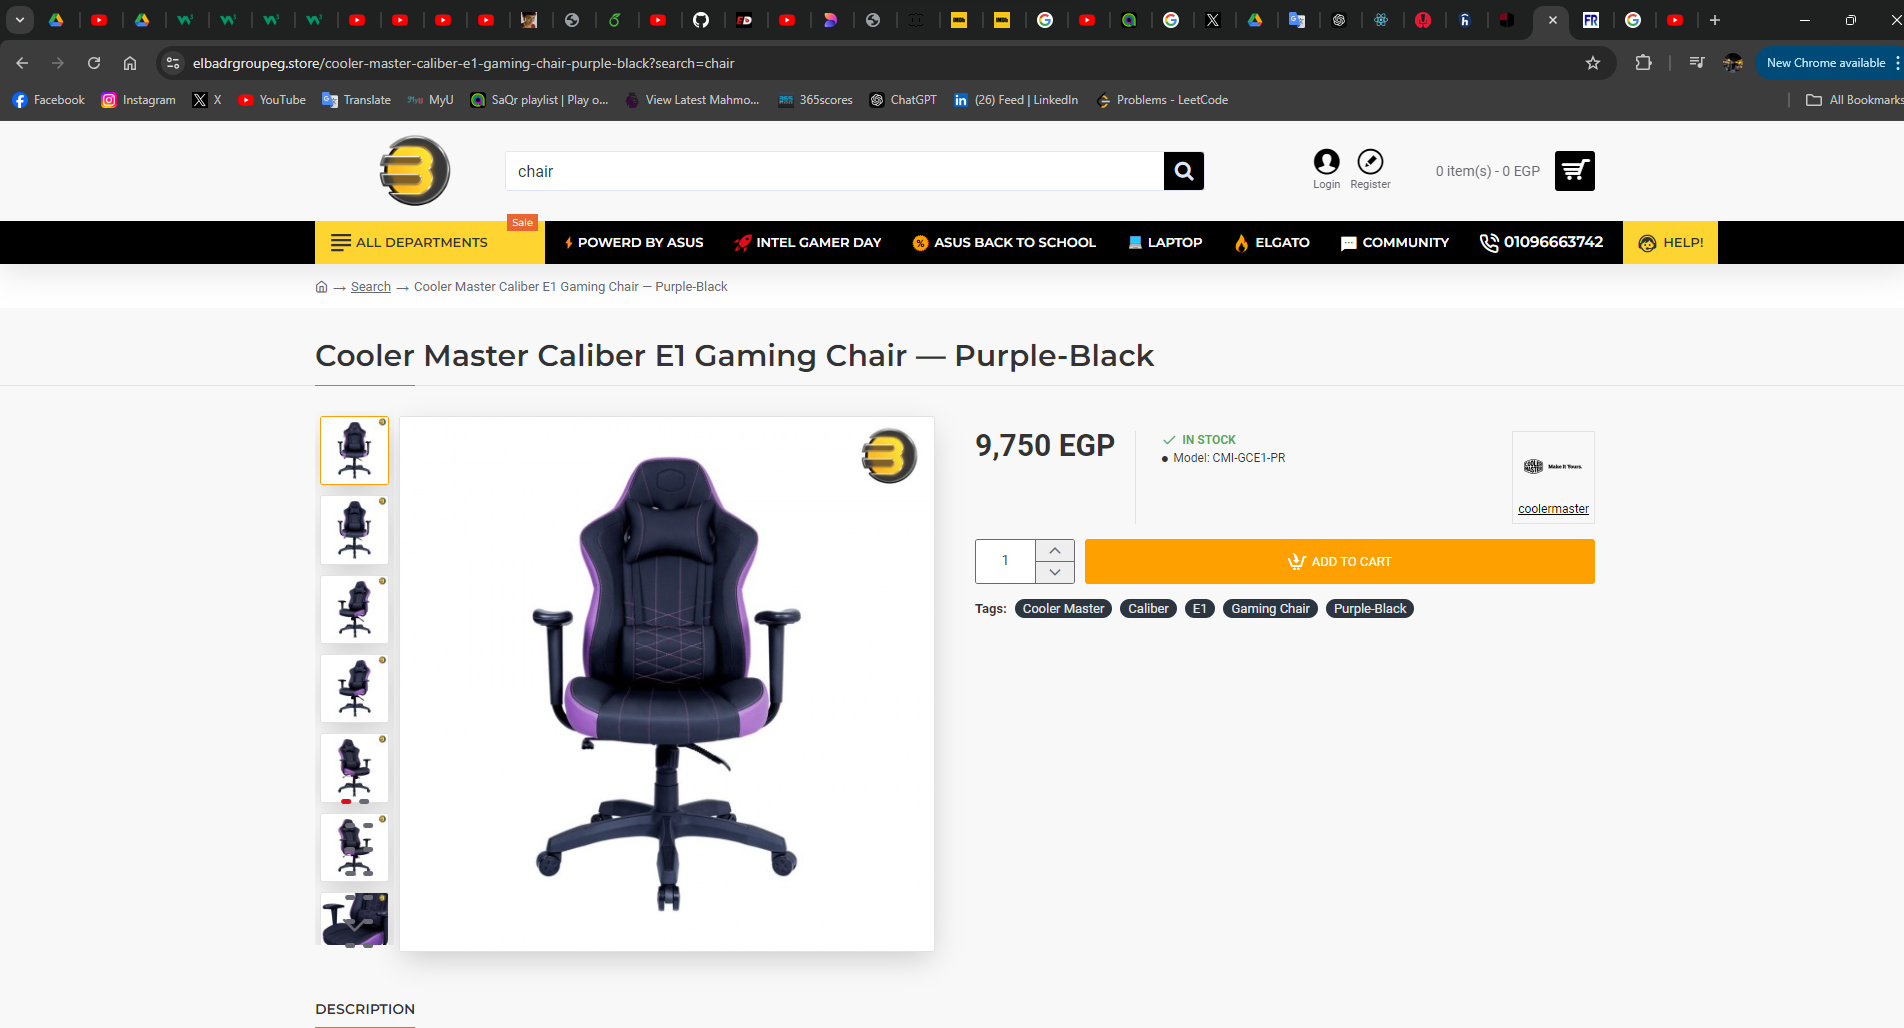 elbadrgroupeg.store/cooler-master-caliber-e1-gaming-chair-purple-black?search=chair
New Chrome available
Facebook
Instagram
X
YouTube
Translate
MyU
SaQr playlist | Play o...
View Latest Mahmo...
365scores
ChatGPT
(26) Feed | LinkedIn
Problems - LeetCode
All Bookmarks
chair
Login
Register
0 item(s) - 0 EGP
Sale
ALL DEPARTMENTS
POWERD BY ASUS
INTEL GAMER DAY
ASUS BACK TO SCHOOL
LAPTOP
ELGATO
COMMUNITY
01096663742
HELP!
→ Search → Cooler Master Caliber E1 Gaming Chair — Purple-Black
Cooler Master Caliber E1 Gaming Chair — Purple-Black
9,750 EGP
IN STOCK
Model: CMI-GCE1-PR
COOLER MASTER Make It Yours.
coolermaster
1
ADD TO CART
Tags: Cooler Master Caliber E1 Gaming Chair Purple-Black
DESCRIPTION